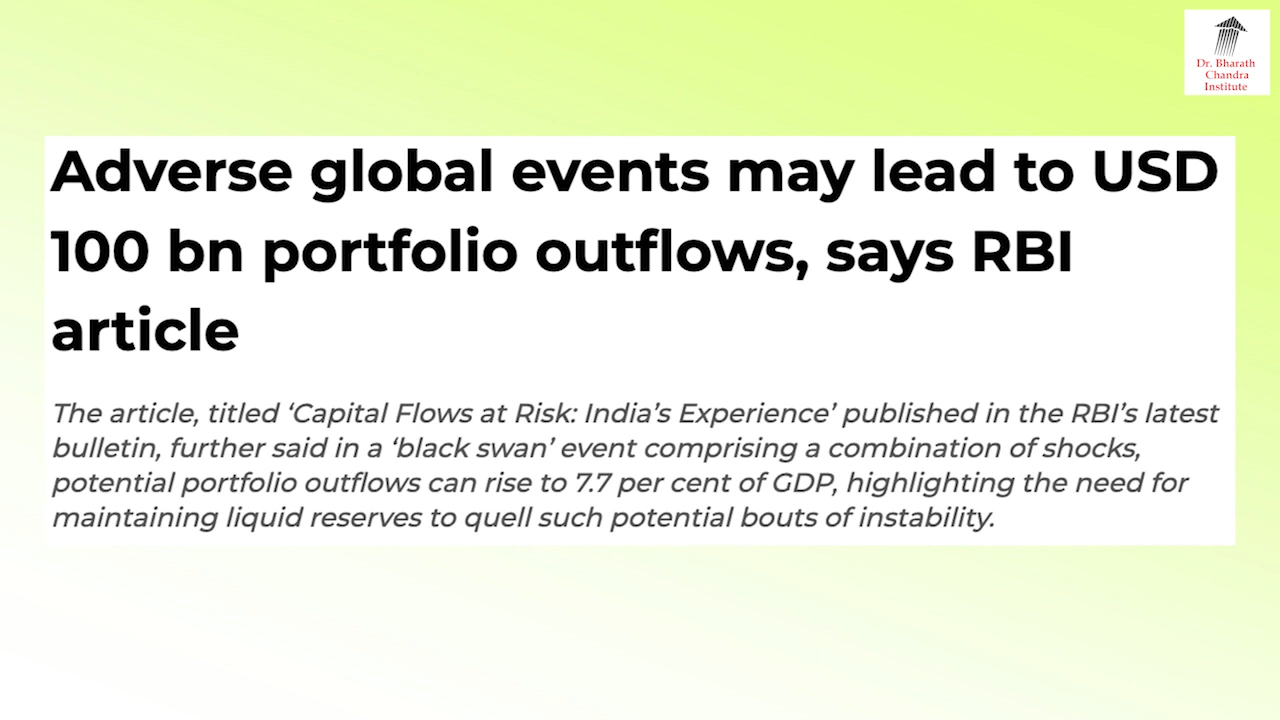 Dr. Bharath
Chandra
Institute
Adverse global events may lead to USD
100 bn portfolio outflows, says RBI
article
The article, titled ‘Capital Flows at Risk: India’s Experience’ published in the RBI’s latest
bulletin, further said in a ‘black swan’ event comprising a combination of shocks,
potential portfolio outflows can rise to 7.7 per cent of GDP, highlighting the need for
maintaining liquid reserves to quell such potential bouts of instability.